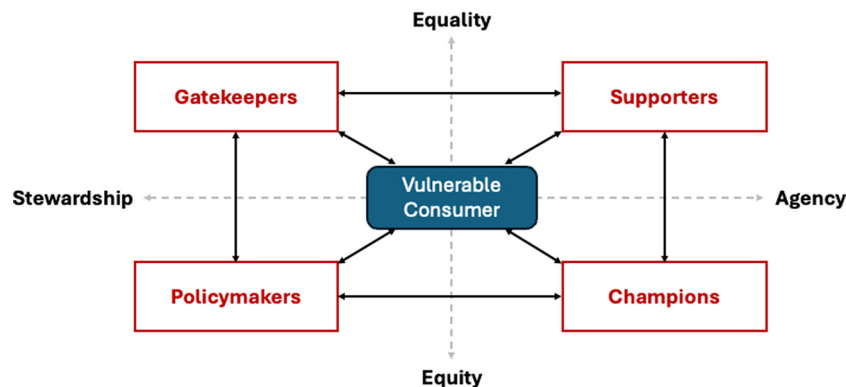 Equality
Gatekeepers
Supporters
Stewardship
Vulnerable
Consumer
Agency
Policymakers
Champions
Equity